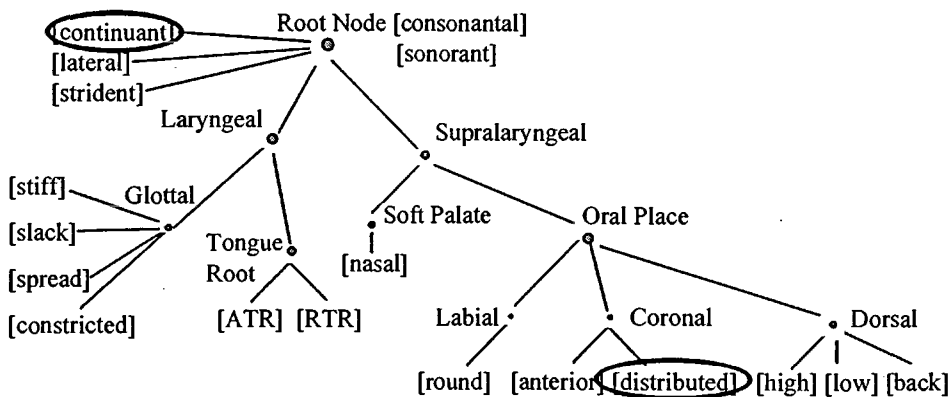 Root Node [consonantal]
[continuant]
[sonorant]
[lateral]
[strident]
Laryngeal
Supralaryngeal
[stiff]
Glottal
Soft Palate
Oral Place
[slack]
Tongue
Root
[nasal]
[spread]
[constricted]
[ATR] [RTR]
Labial
Coronal
Dorsal
[round]
[anterior] [distributed]
[high] [low] [back]